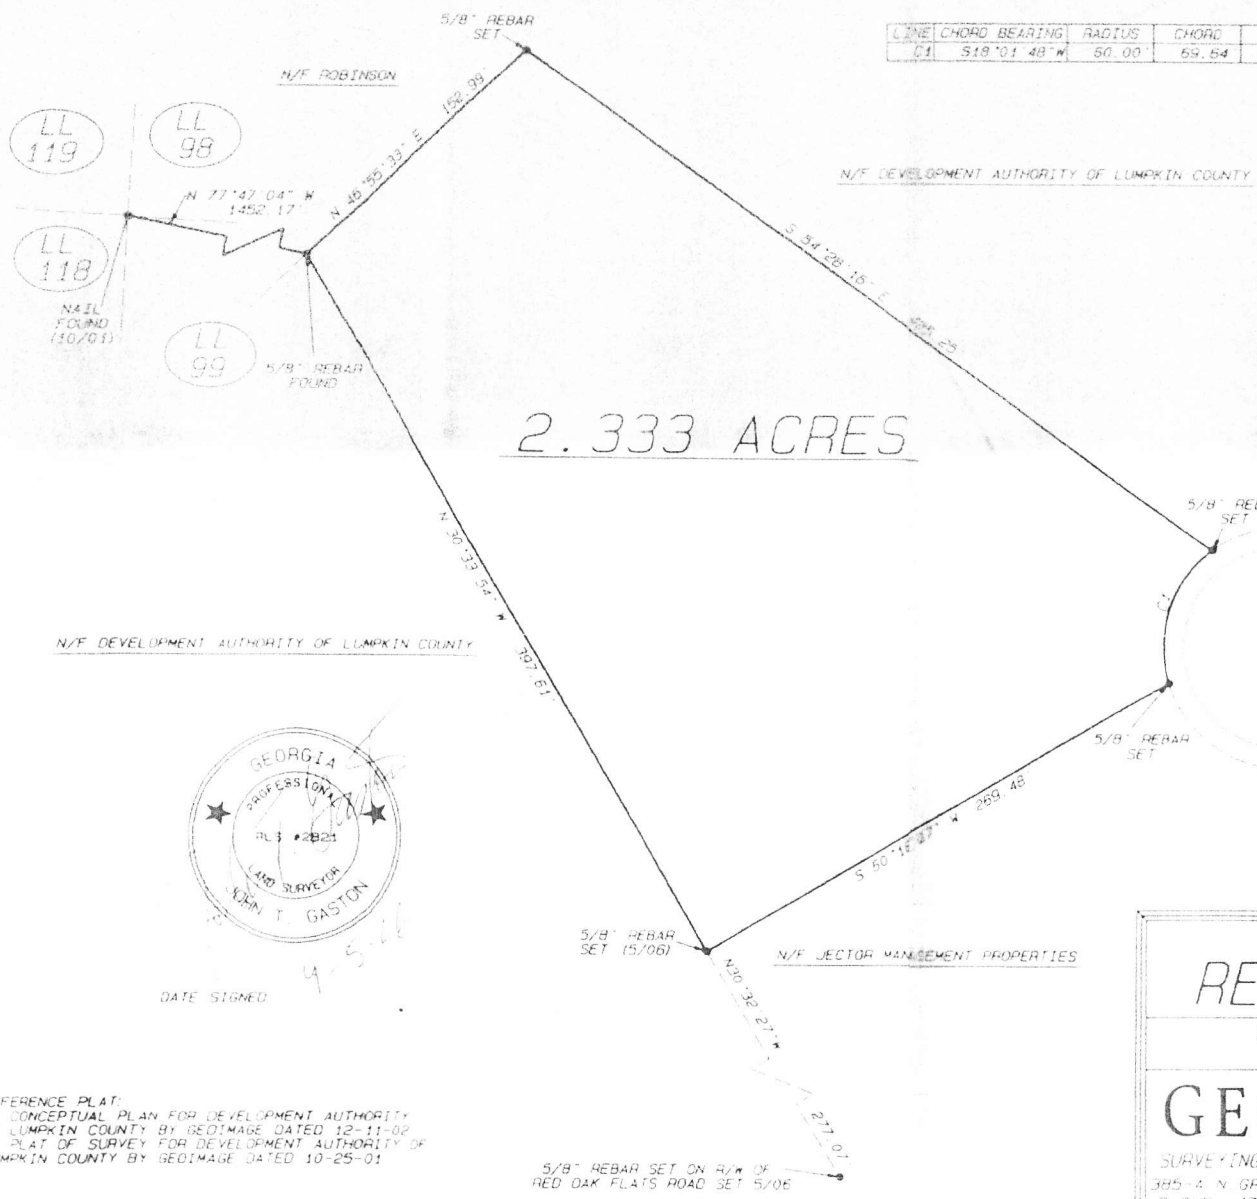 5/8" REBAR
SET
LINE CHORD BEARING RADIUS CHORD
C1 S18°01'48"W 50.00' 69.64
N/F ROBINSON
LL
119
LL
98
N 77°47'04" W
1452.17'
N 46°55'33" E 152.99'
N/F DEVELOPMENT AUTHORITY OF LUMPKIN COUNTY
S 54°28'16" E
LL
118
NAIL
FOUND
(10/01)
LL
99
5/8" REBAR
FOUND
2.333 ACRES
5/8" RE
SET
N 30°33'54" W 397.61'
C1
N/F DEVELOPMENT AUTHORITY OF LUMPKIN COUNTY
5/8" REBAR
SET
GEORGIA
PROFESSIONAL
RLS #2821
LAND SURVEYOR
JOHN T. GASTON
S 60° W 269.48
5/8" REBAR
SET (5/06)
N/F JECTOR MANAGEMENT PROPERTIES
N30°32'27"W
277.01
DATE SIGNED
RE
GE
FERENCE PLAT:
CONCEPTUAL PLAN FOR DEVELOPMENT AUTHORITY
LUMPKIN COUNTY BY GEOIMAGE DATED 12-11-02
PLAT OF SURVEY FOR DEVELOPMENT AUTHORITY OF
MPKIN COUNTY BY GEOIMAGE DATED 10-25-01
5/8" REBAR SET ON R/W OF
RED OAK FLATS ROAD SET 5/06
SURVEYING
385-A N GR